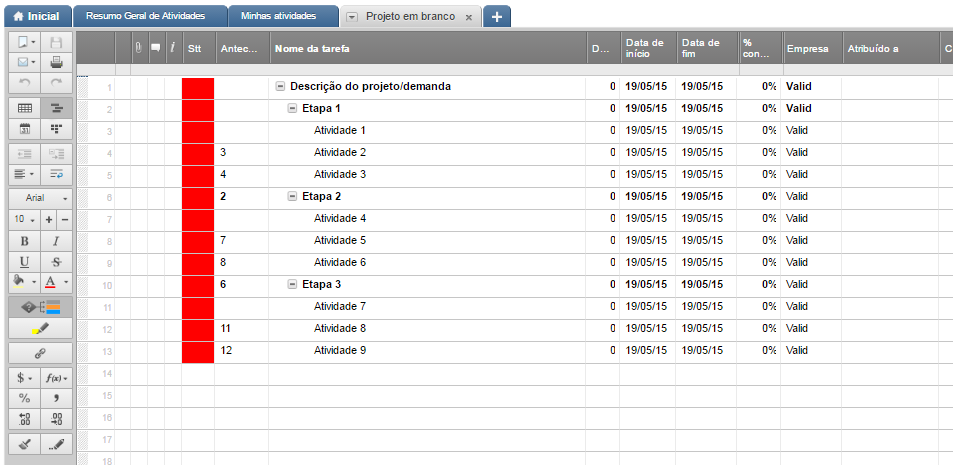 Inicial Resumo Geral de Atividades Minhas atividades Projeto em branco x +
i Stt Antec... Nome da tarefa D... Data de início Data de fim % con... Empresa Atribuído a C
1 Descrição do projeto/demanda 0 19/05/15 19/05/15 0% Valid
2 Etapa 1 0 19/05/15 19/05/15 0% Valid
3 Atividade 1 0 19/05/15 19/05/15 0% Valid
4 3 Atividade 2 0 19/05/15 19/05/15 0% Valid
5 4 Atividade 3 0 19/05/15 19/05/15 0% Valid
6 2 Etapa 2 0 19/05/15 19/05/15 0% Valid
7 Atividade 4 0 19/05/15 19/05/15 0% Valid
8 7 Atividade 5 0 19/05/15 19/05/15 0% Valid
9 8 Atividade 6 0 19/05/15 19/05/15 0% Valid
10 6 Etapa 3 0 19/05/15 19/05/15 0% Valid
11 Atividade 7 0 19/05/15 19/05/15 0% Valid
12 11 Atividade 8 0 19/05/15 19/05/15 0% Valid
13 12 Atividade 9 0 19/05/15 19/05/15 0% Valid
14
15
16
17
18
31
Arial
10 + −
B I
U S
A
$ f(x)
% ,
.0 .00 .00 .0